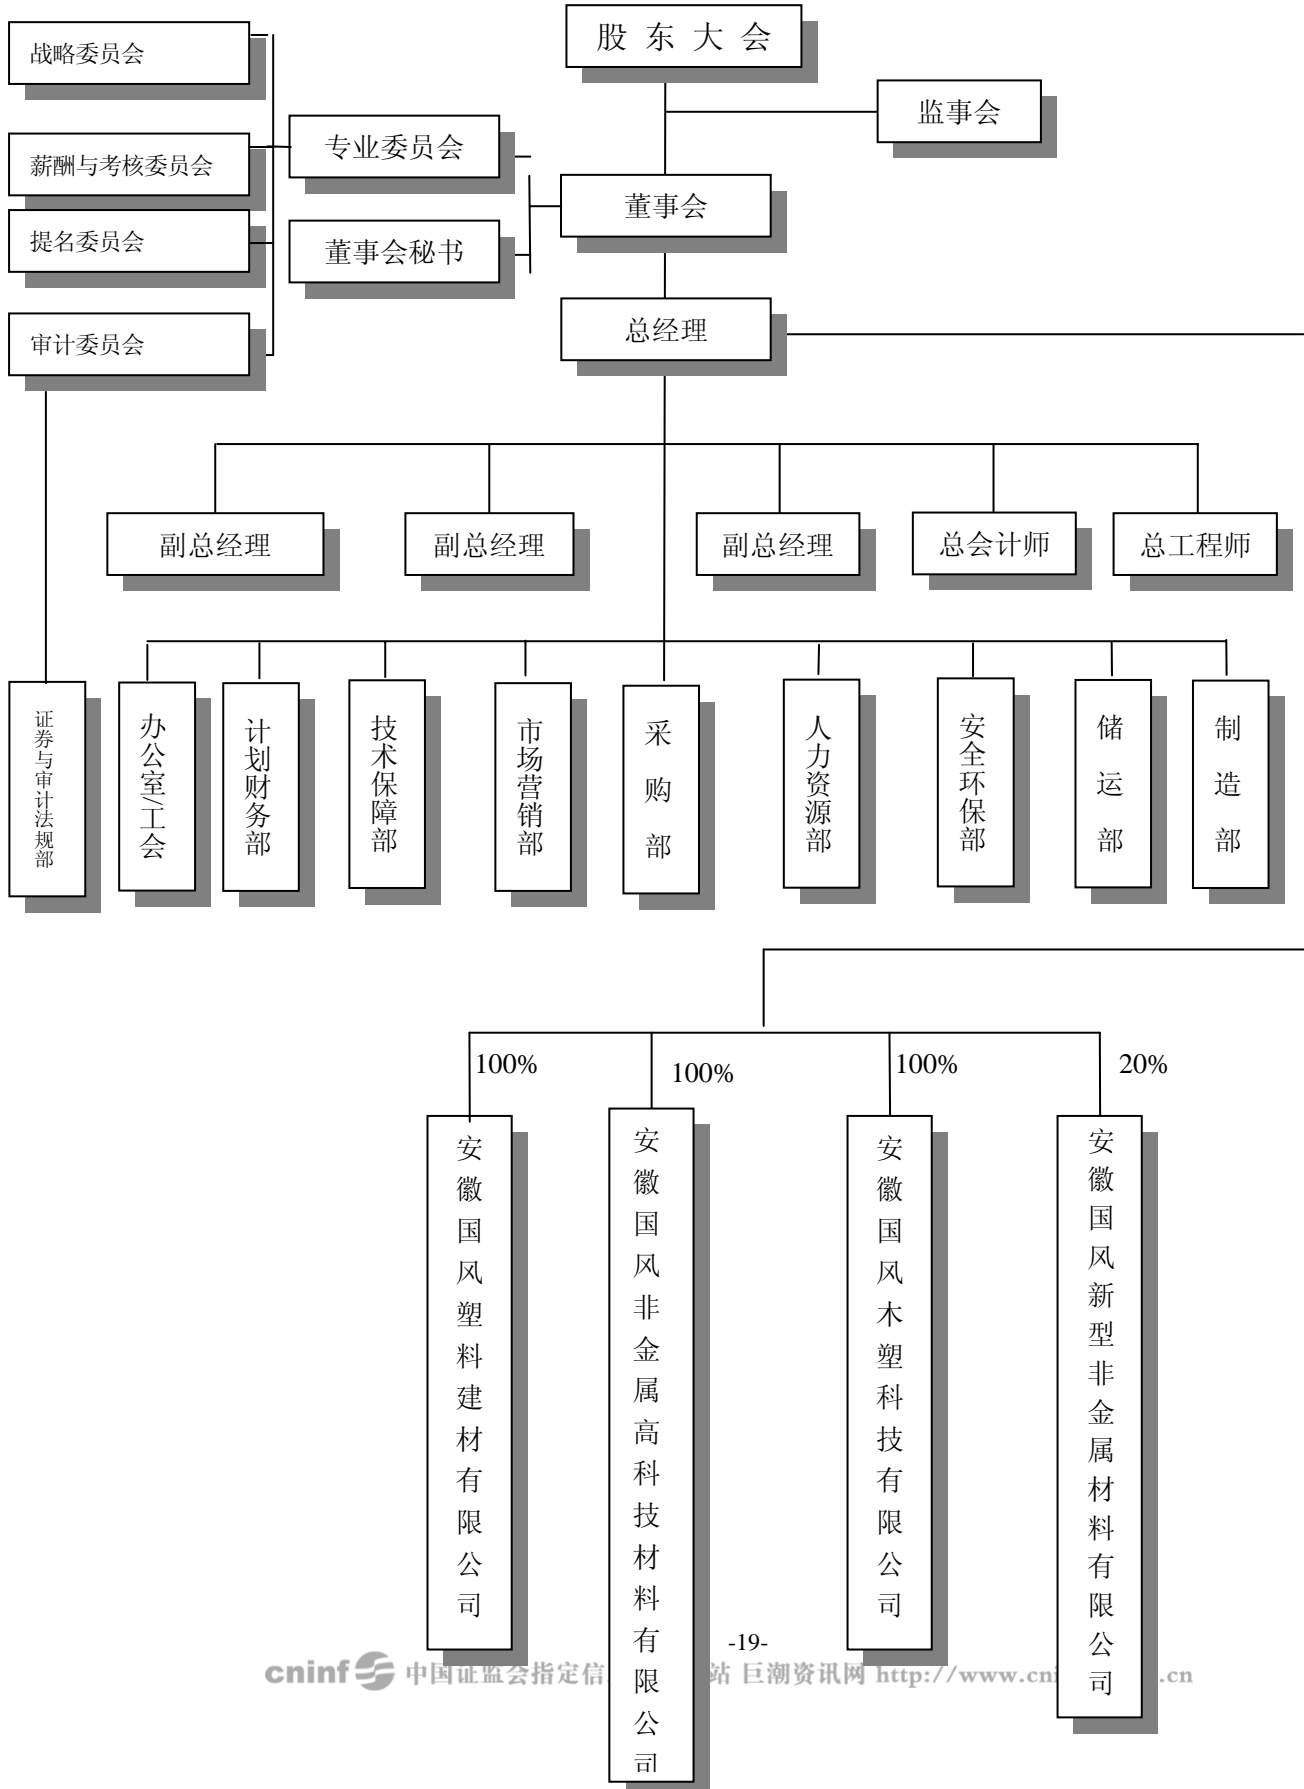 股 东 大 会
战略委员会
监事会
专业委员会
薪酬与考核委员会
董事会
提名委员会
董事会秘书
总经理
审计委员会
副总经理
副总经理
副总经理
总会计师
总工程师
证券与审计法规部
办公室/工会
计划财务部
技术保障部
市场营销部
采购部
人力资源部
安全环保部
储运部
制造部
100%
100%
100%
20%
安徽国风塑料建材有限公司
安徽国风非金属高科技材料有限公司
安徽国风木塑科技有限公司
安徽国风新型非金属材料有限公司
-19-
cninf 中国证监会指定信 站 巨潮资讯网 http://www.cni .cn